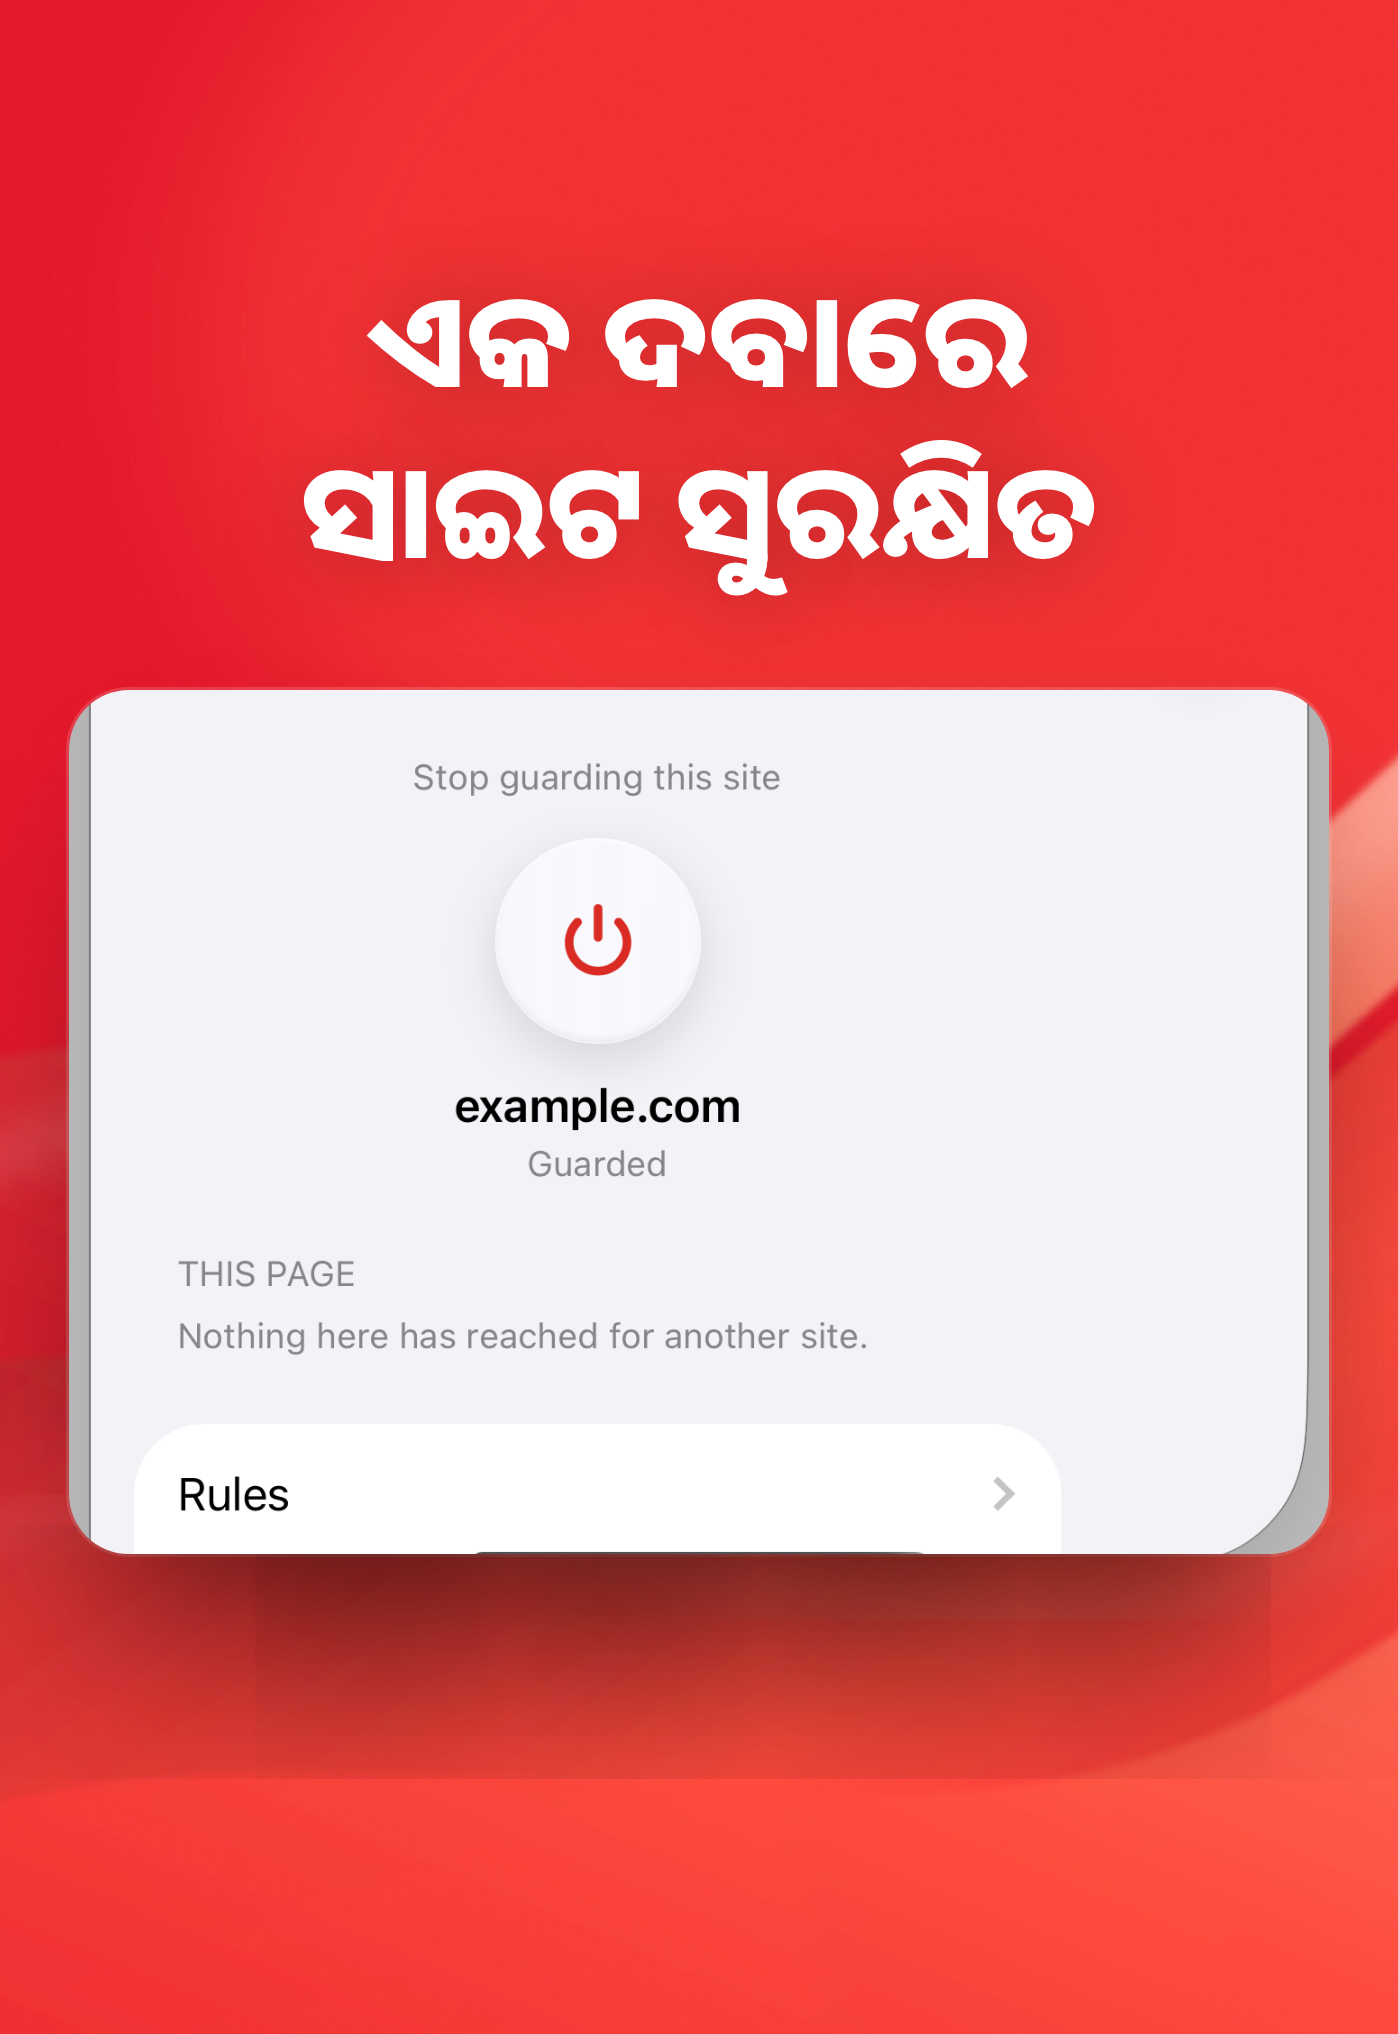 ଏକ ଦବାରେ
ସାଇଟ ସୁରକ୍ଷିତ
Stop guarding this site
example.com
Guarded
THIS PAGE
Nothing here has reached for another site.
Rules